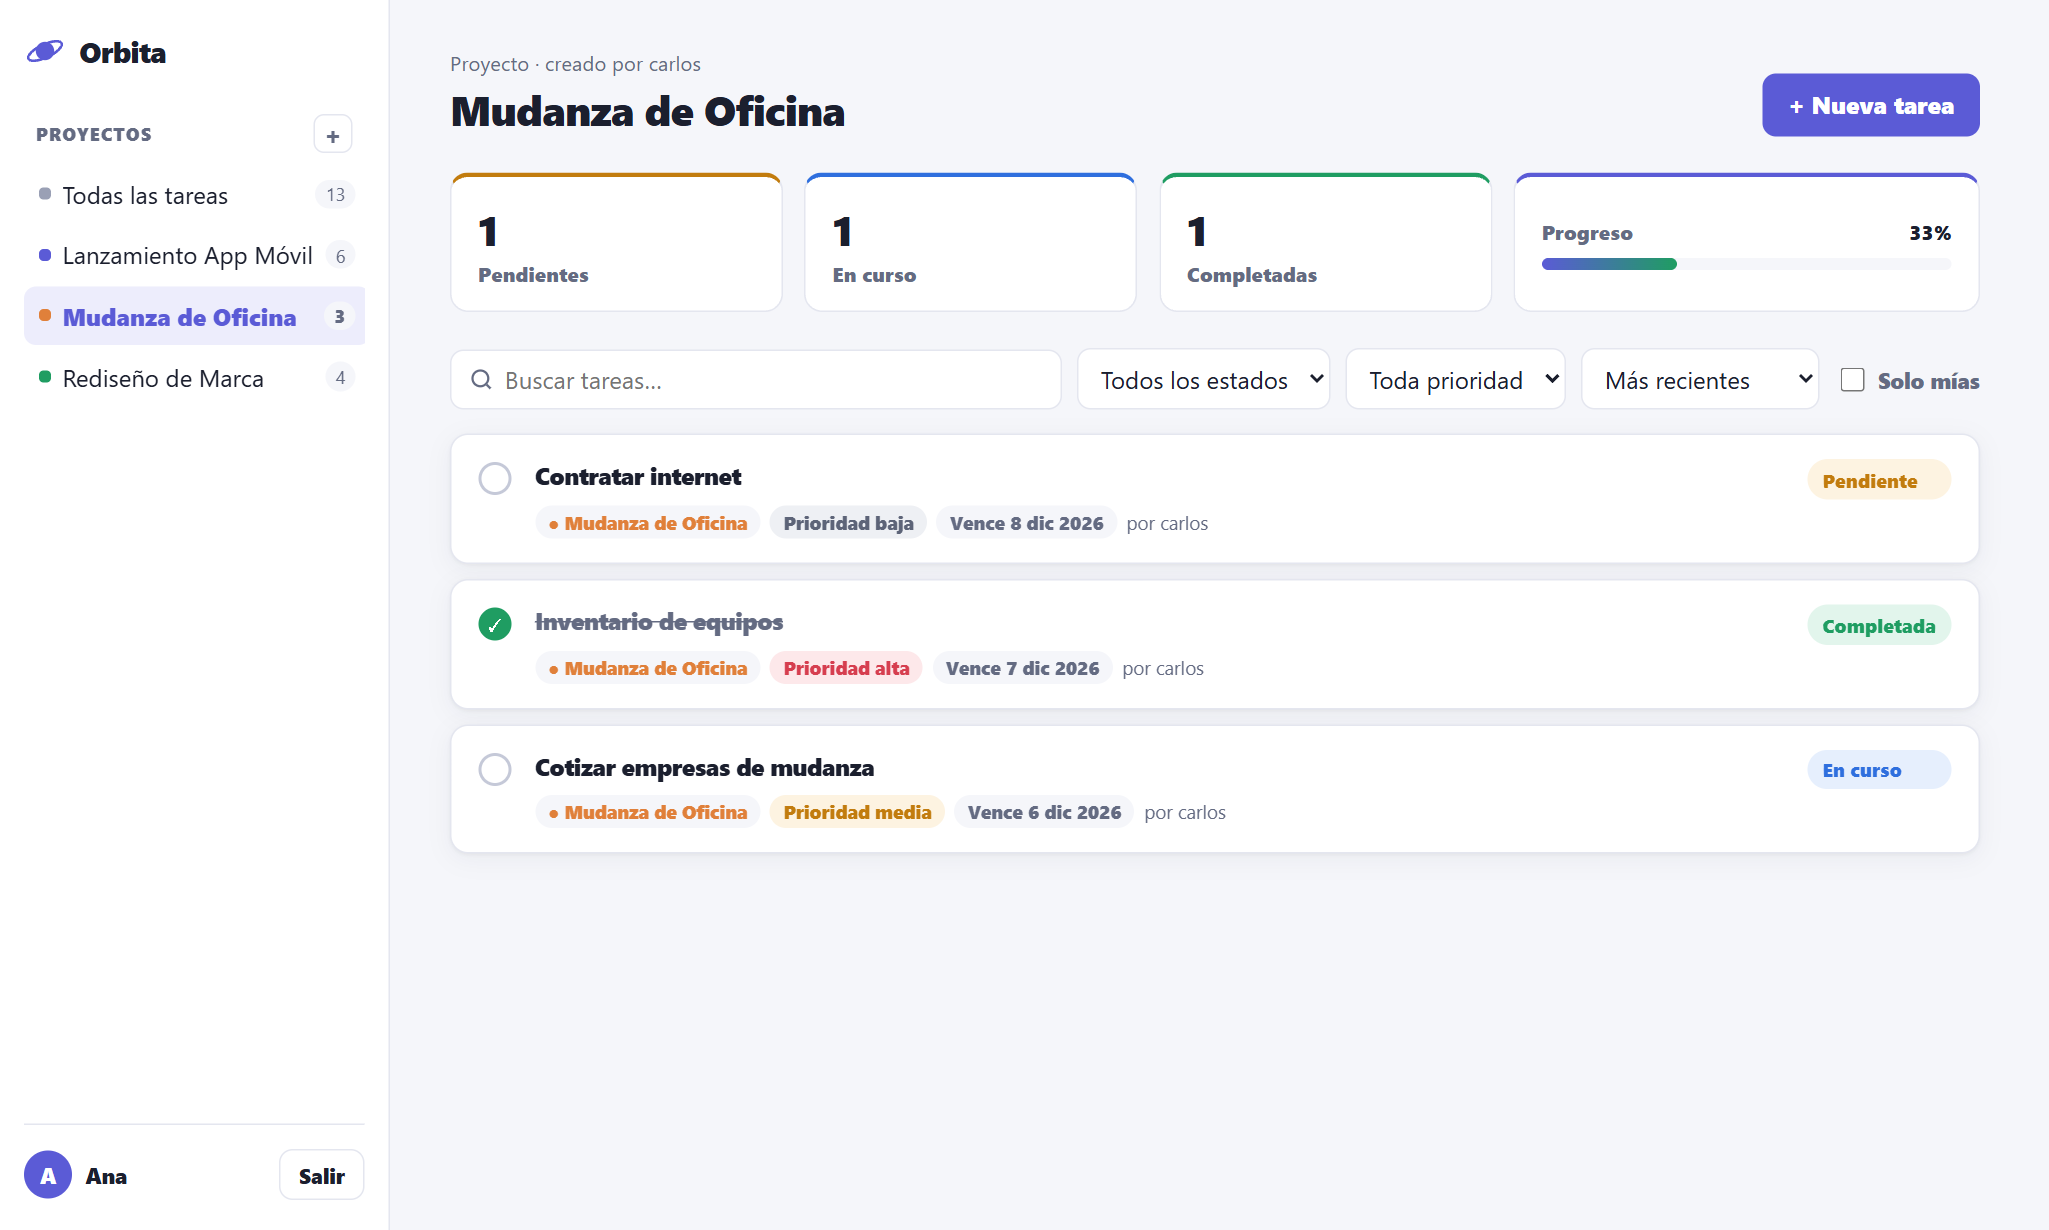 Orbita
PROYECTOS +
Todas las tareas 13
Lanzamiento App Móvil 6
Mudanza de Oficina 3
Rediseño de Marca 4
A Ana Salir
Proyecto · creado por carlos
Mudanza de Oficina
+ Nueva tarea
1
Pendientes
1
En curso
1
Completadas
Progreso 33%
Buscar tareas...
Todos los estados
Toda prioridad
Más recientes
Solo mías
Contratar internet
Pendiente
• Mudanza de Oficina Prioridad baja Vence 8 dic 2026 por carlos
✓ Inventario de equipos
Completada
• Mudanza de Oficina Prioridad alta Vence 7 dic 2026 por carlos
Cotizar empresas de mudanza
En curso
• Mudanza de Oficina Prioridad media Vence 6 dic 2026 por carlos